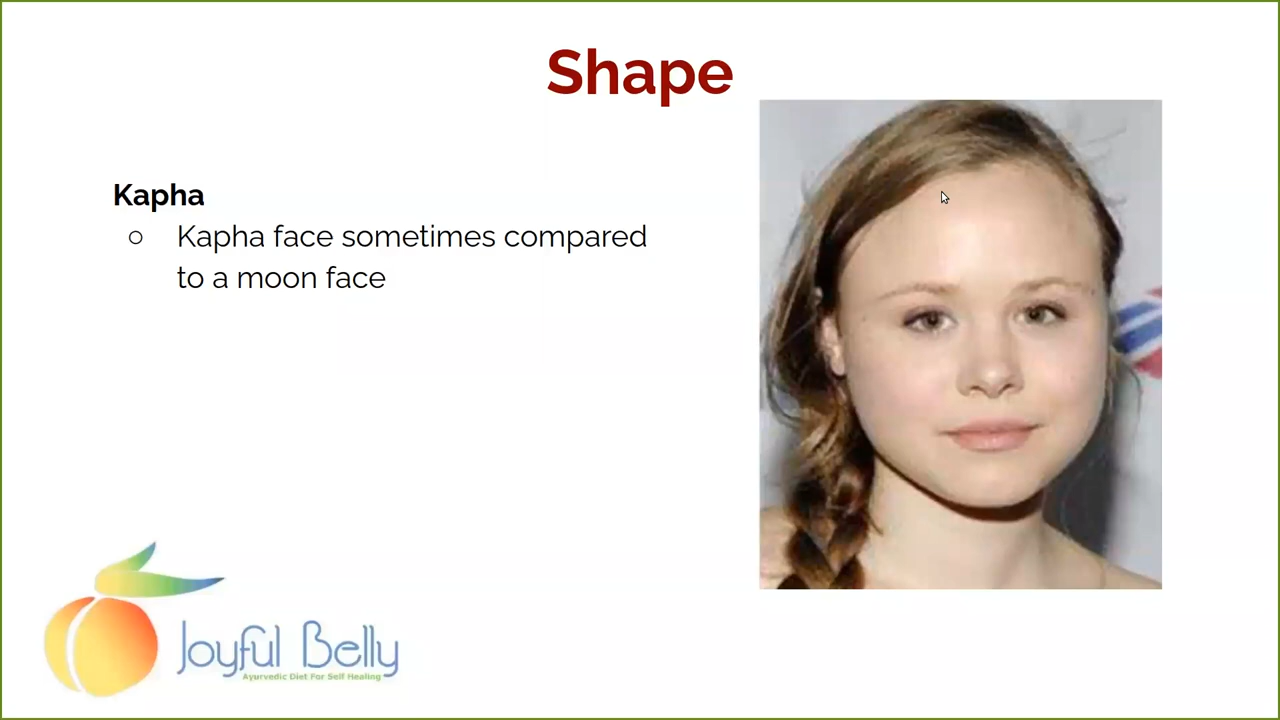 Shape
Kapha
○ Kapha face sometimes compared
to a moon face
Joyful Belly
Ayurvedic Diet For Self Healing